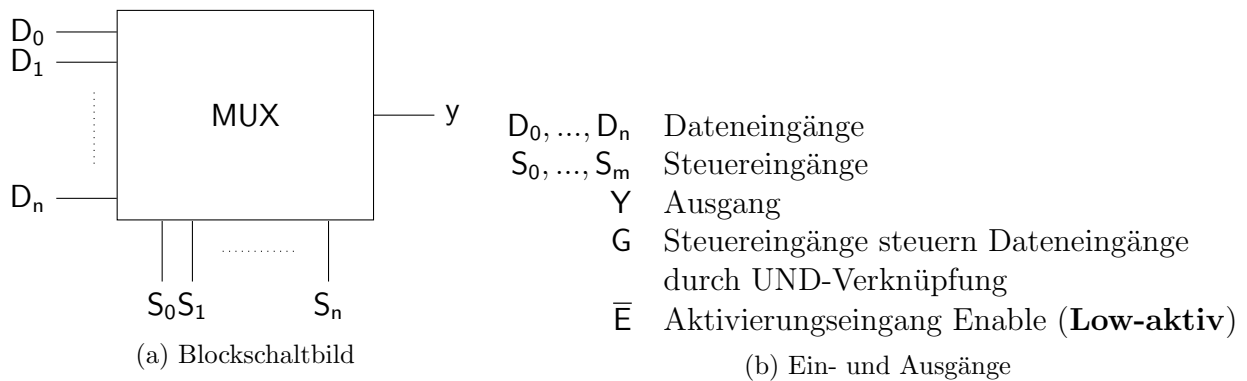 D₀
D₁
MUX
y
Dₙ
S₀S₁ Sₙ
(a) Blockschaltbild
D₀, ..., Dₙ Dateneingänge
S₀, ..., Sₘ Steuereingänge
Y Ausgang
G Steuereingänge steuern Dateneingänge
durch UND-Verknüpfung
E̅ Aktivierungseingang Enable (Low-aktiv)
(b) Ein- und Ausgänge